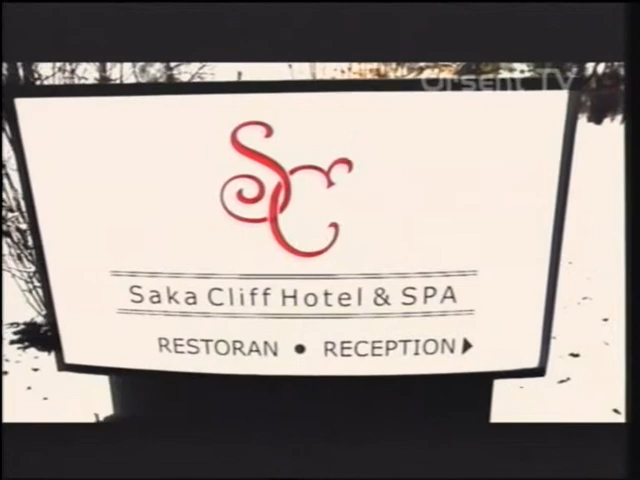 Orsent TV
SC
Saka Cliff Hotel & SPA
RESTORAN • RECEPTION